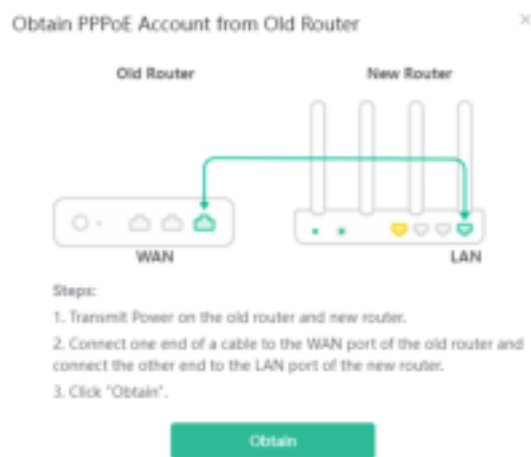 Obtain PPPoE Account from Old Router
Old Router
New Router
WAN
LAN
Steps:
1. Transmit Power on the old router and new router.
2. Connect one end of a cable to the WAN port of the old router and
connect the other end to the LAN port of the new router.
3. Click "Obtain".
Obtain